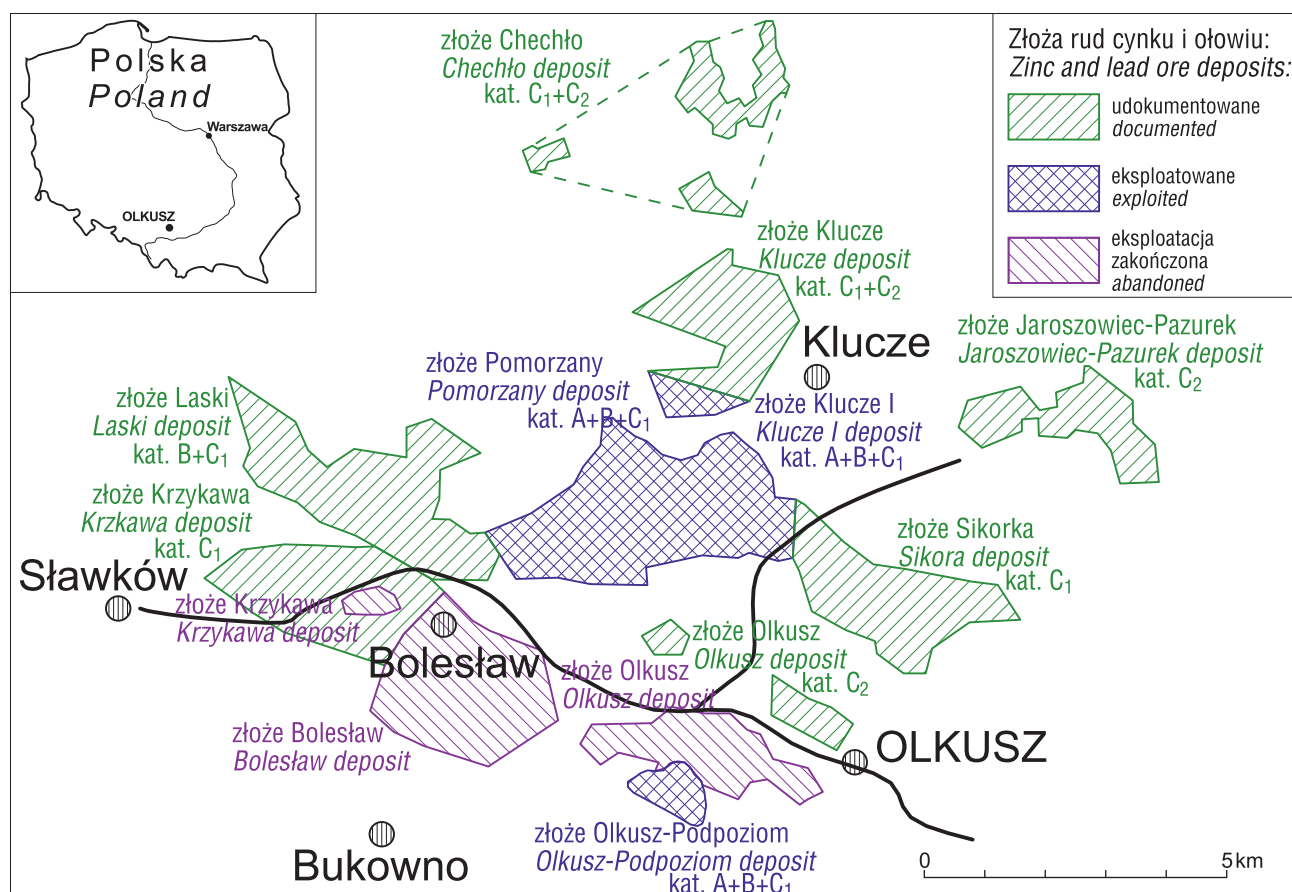 Polska
Poland
Warszawa
OLKUSZ
złoże Chechło
Chechło deposit
kat. C₁+C₂
Złoża rud cynku i ołowiu:
Zinc and lead ore deposits:
udokumentowane
documented
eksploatowane
exploited
eksploatacja
zakończona
abandoned
złoże Klucze
Klucze deposit
kat. C₁+C₂
Klucze
złoże Jaroszowiec-Pazurek
Jaroszowiec-Pazurek deposit
kat. C₂
złoże Pomorzany
Pomorzany deposit
kat. A+B+C₁
złoże Klucze I
Klucze I deposit
kat. A+B+C₁
złoże Laski
Laski deposit
kat. B+C₁
złoże Krzykawa
Krzkawa deposit
kat. C₁
złoże Sikorka
Sikora deposit
kat. C₁
Sławków
złoże Krzykawa
Krzykawa deposit
Bolesław
złoże Olkusz
Olkusz deposit
kat. C₂
złoże Olkusz
Olkusz deposit
złoże Bolesław
Bolesław deposit
OLKUSZ
Bukowno
złoże Olkusz-Podpoziom
Olkusz-Podpoziom deposit
kat. A+B+C₁
0 5 km